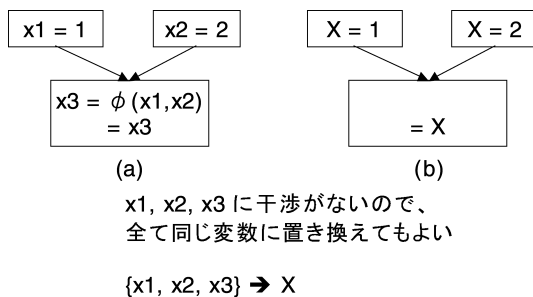 x1 = 1
x2 = 2
X = 1
X = 2
x3 = φ(x1,x2)
= x3
= X
(a)
(b)
x1, x2, x3 に干渉がないので、
全て同じ変数に置き換えてもよい
{x1, x2, x3} ➔ X